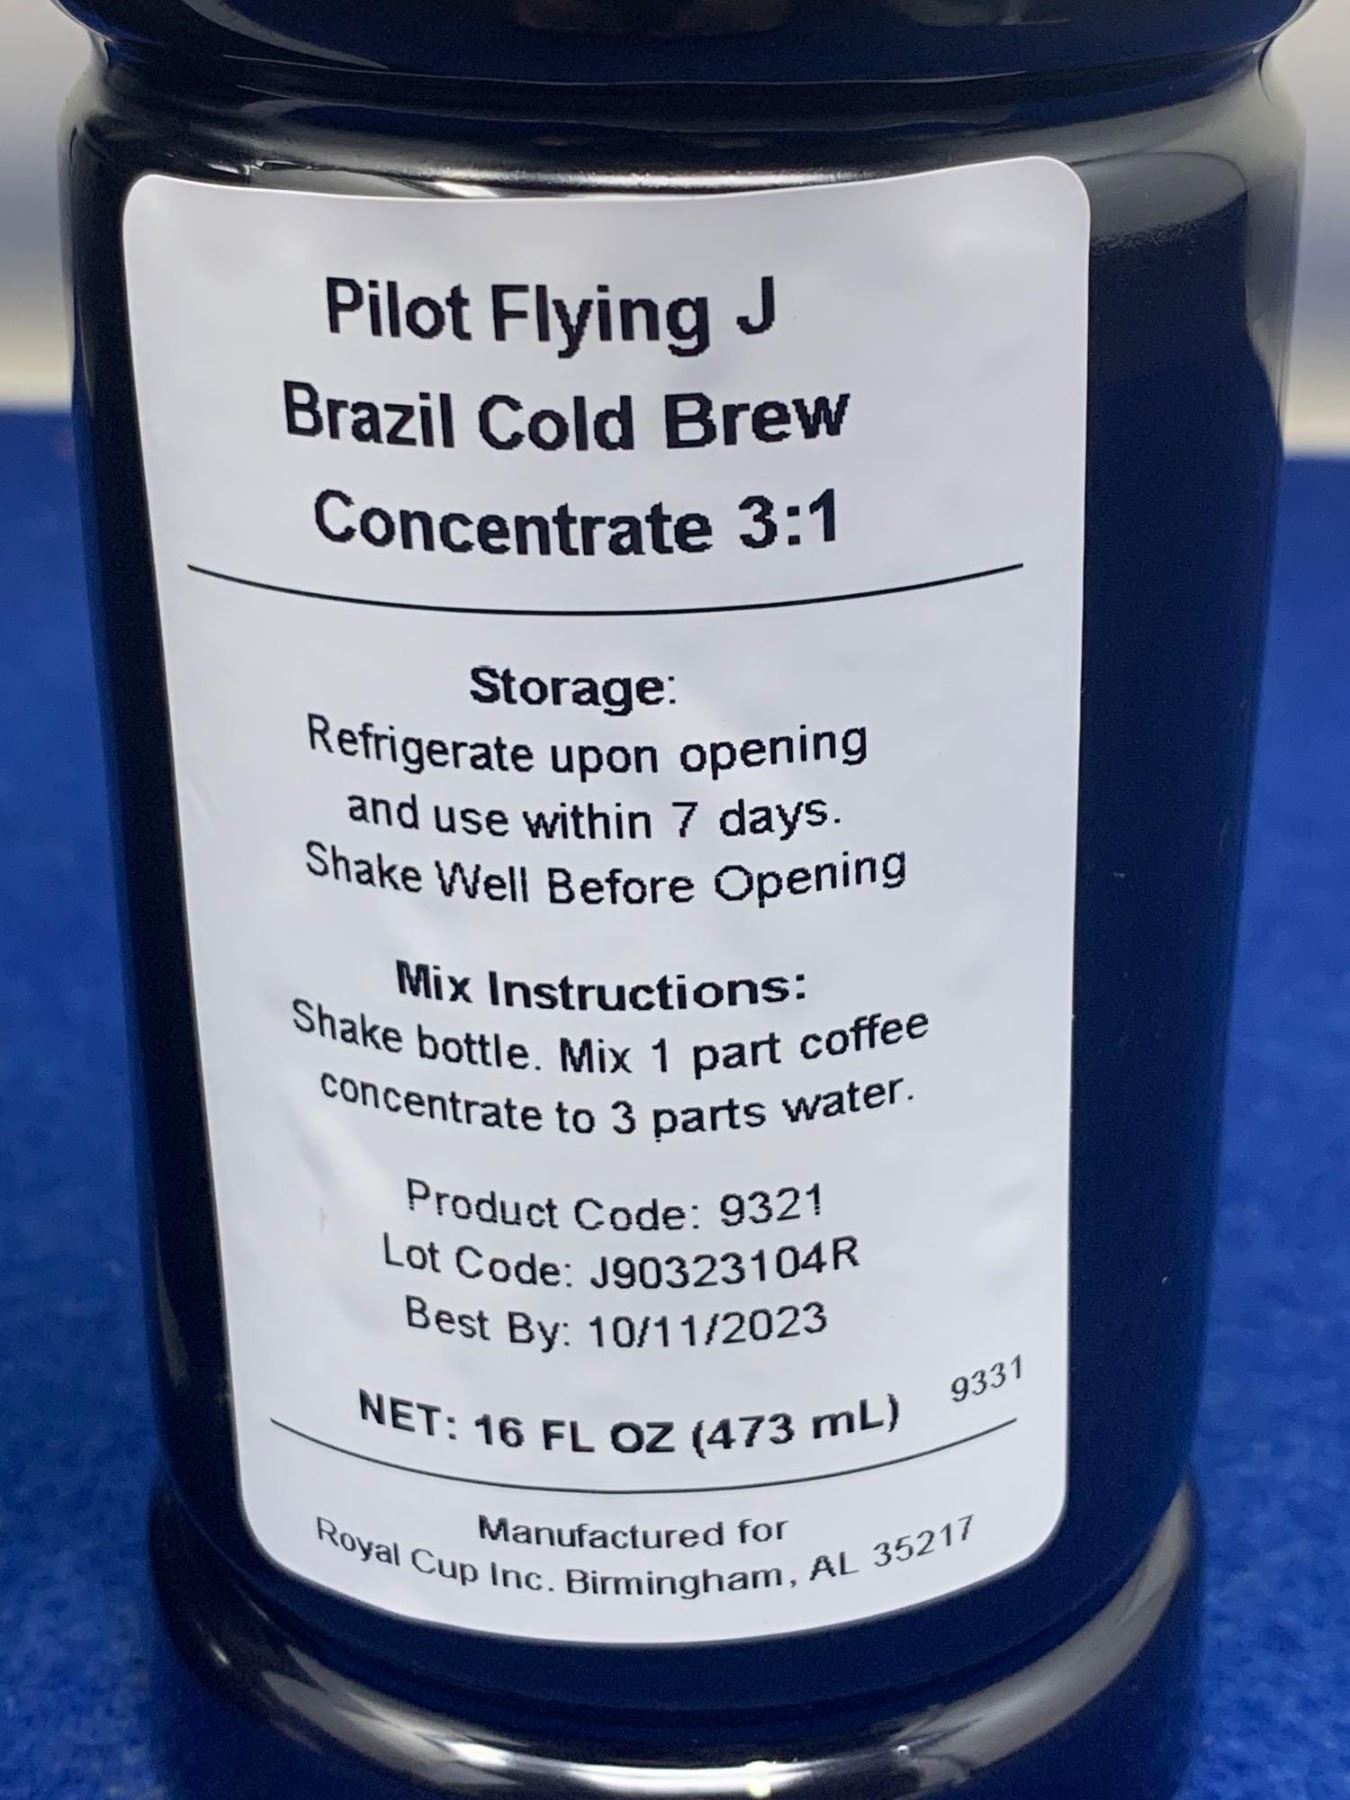 Pilot Flying J
Brazil Cold Brew
Concentrate 3:1
Storage:
Refrigerate upon opening
and use within 7 days.
Shake Well Before Opening
Mix Instructions:
Shake bottle. Mix 1 part coffee
concentrate to 3 parts water.
Product Code: 9321
Lot Code: J90323104R
Best By: 10/11/2023
NET: 16 FL OZ (473 mL) 9331
Manufactured for
Royal Cup Inc. Birmingham, AL 35217